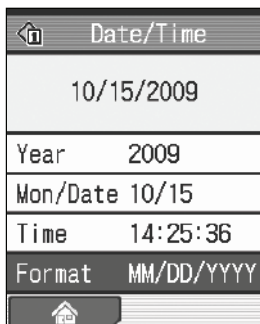 1 Date/Time
10/15/2009
Year 2009
Mon/Date 10/15
Time 14:25:36
Format MM/DD/YYYY